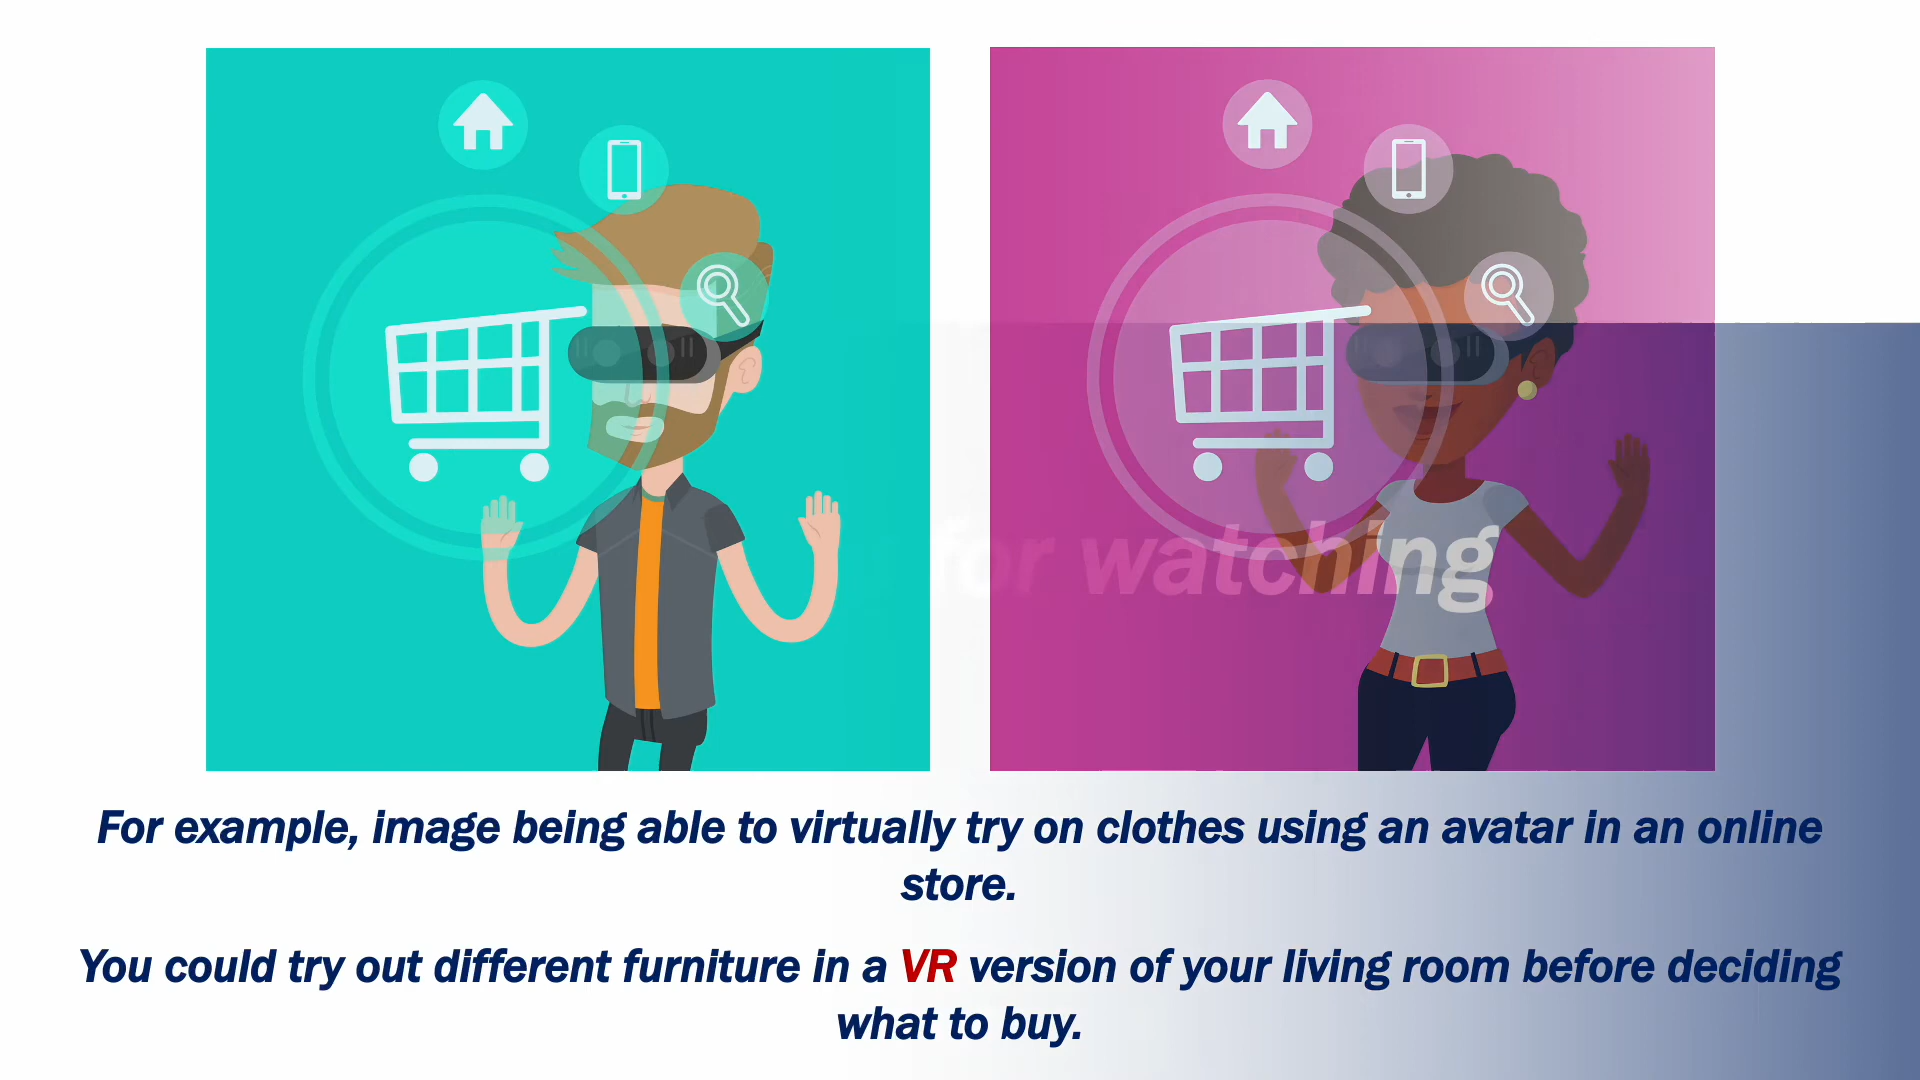 for watching
For example, image being able to virtually try on clothes using an avatar in an online
store.
You could try out different furniture in a VR version of your living room before deciding
what to buy.